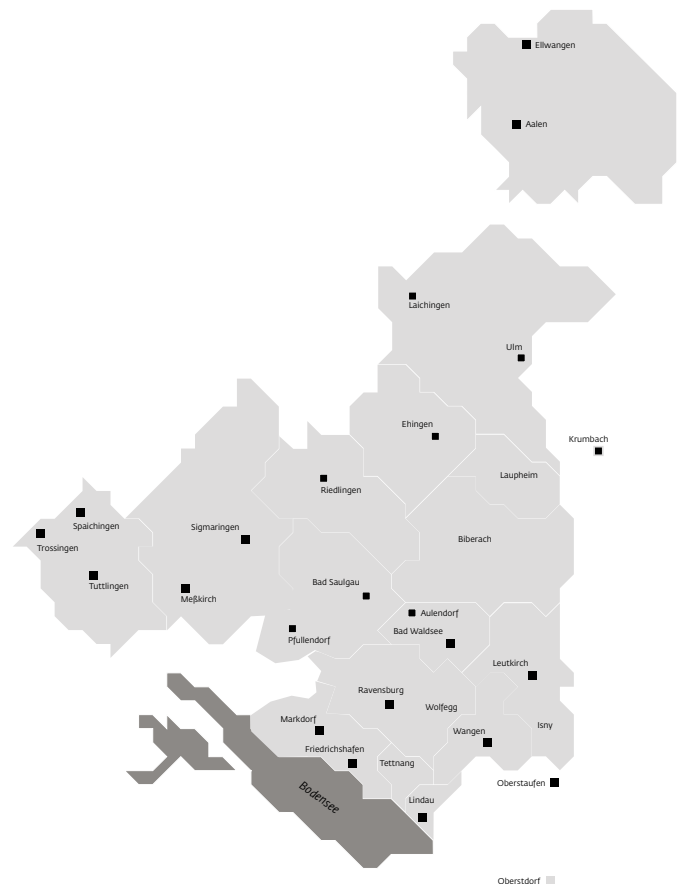 Ellwangen
Aalen
Laichingen
Ulm
Ehingen
Krumbach
Laupheim
Riedlingen
Spaichingen
Sigmaringen
Biberach
Trossingen
Tuttlingen
Bad Saulgau
Meßkirch
Aulendorf
Bad Waldsee
Pfullendorf
Leutkirch
Ravensburg
Wolfegg
Markdorf
Isny
Wangen
Friedrichshafen
Tettnang
Oberstaufen
Bodensee
Lindau
Oberstdorf